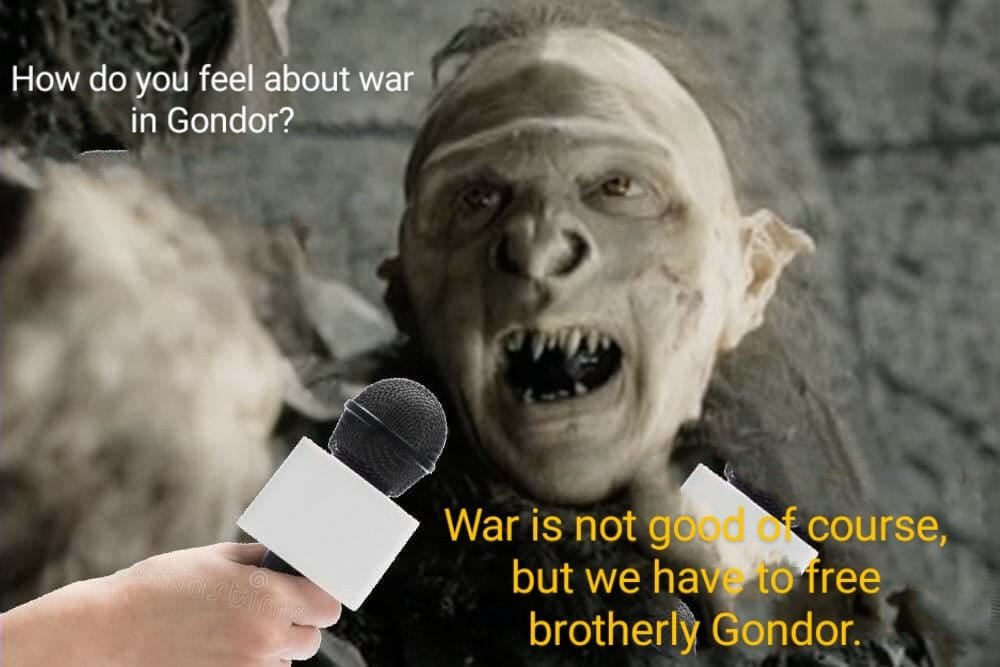 How do you feel about war
in Gondor?
War is not good of course,
but we have to free
brotherly Gondor.